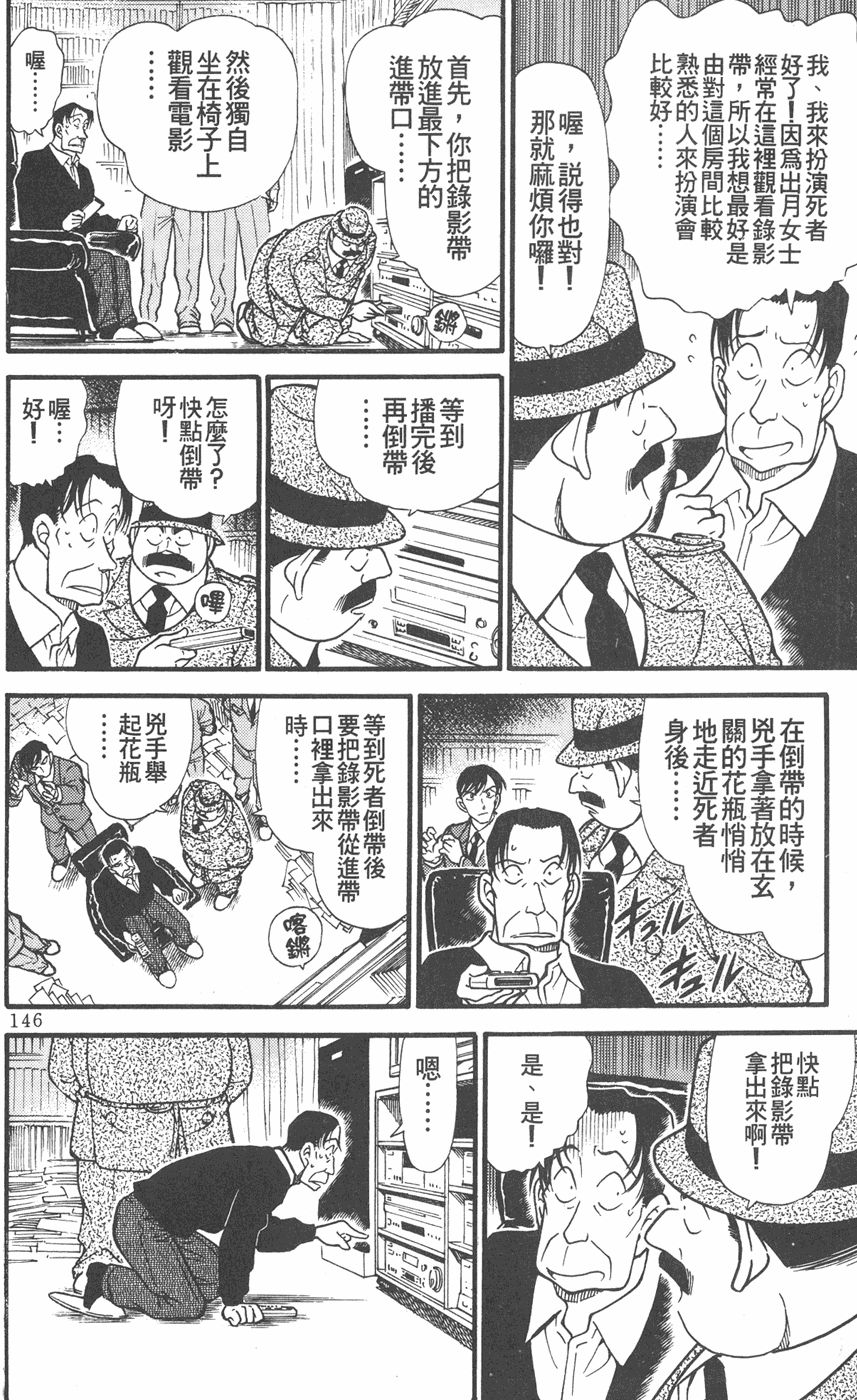 我、我來扮演死者
好了！因為出月女士
經常在這裡觀看錄影
帶，所以我想最好是
由對這個房間比較
熟悉的人來扮演會
比較好……
喔，說得也對！
那就麻煩你囉！
首先，你把錄影帶
放進最下方的
進帶口……
鏘
然後獨自
坐在椅子上
觀看電影
……
喔……
等到
播完後
再倒帶
……
怎麼了？
快點倒帶
呀！
嗶
喔…
好！
在倒帶的時候，
兇手拿著放在玄
關的花瓶悄悄
地走近死者
身後……
キュル
キュル
等到死者倒帶後
要把錄影帶從進帶
口裡拿出來
時……
喀鏘
兇手舉
起花瓶
……
146
快點
把錄影帶
拿出來啊！
是、是！
嗯……